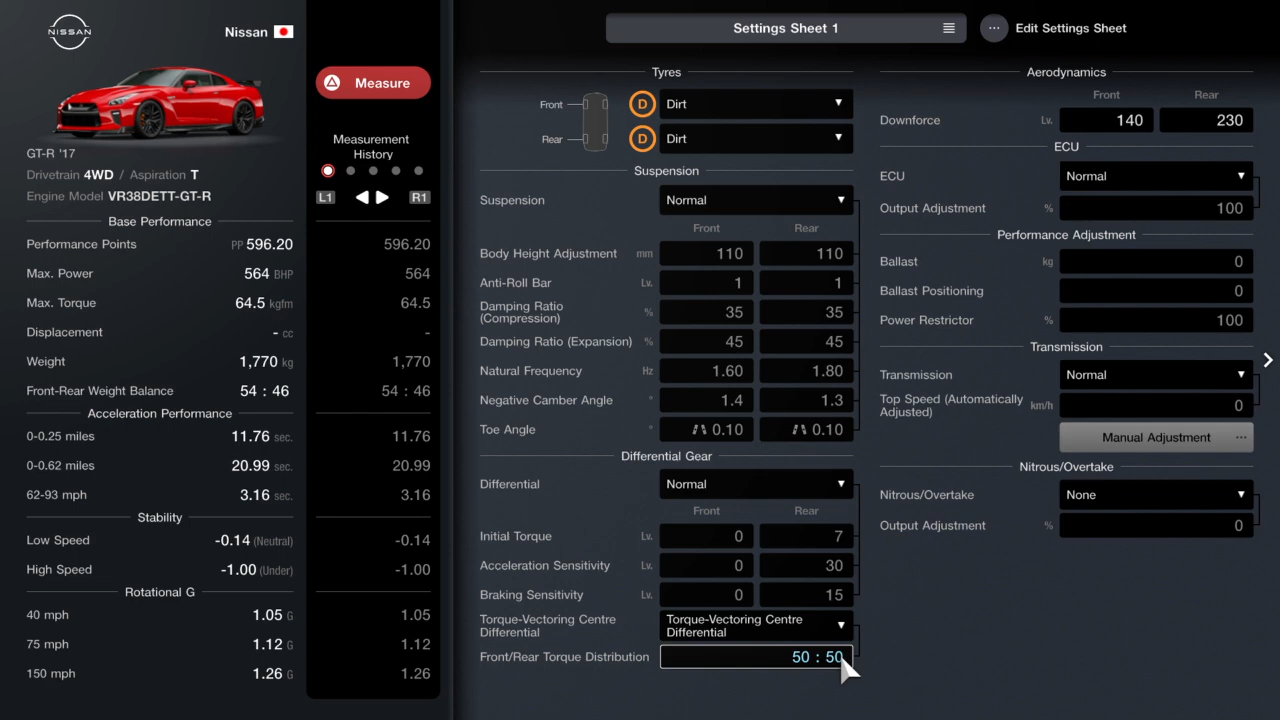 NISSAN
Nissan
GT-R '17
Drivetrain 4WD / Aspiration T
Engine Model VR38DETT-GT-R
Base Performance
Performance Points PP 596.20
Max. Power 564 BHP
Max. Torque 64.5 kgfm
Displacement - cc
Weight 1,770 kg
Front-Rear Weight Balance 54 : 46
Acceleration Performance
0-0.25 miles 11.76 sec.
0-0.62 miles 20.99 sec.
62-93 mph 3.16 sec.
Stability
Low Speed -0.14 (Neutral)
High Speed -1.00 (Under)
Rotational G
40 mph 1.05 G
75 mph 1.12 G
150 mph 1.26 G
Measure
Measurement
History
L1 R1
596.20
564
64.5
-
1,770
54 : 46
11.76
20.99
3.16
-0.14
-1.00
1.05
1.12
1.26
Settings Sheet 1
Edit Settings Sheet
Tyres
Front D Dirt
Rear D Dirt
Suspension
Suspension Normal
Front Rear
Body Height Adjustment mm 110 110
Anti-Roll Bar Lv. 1 1
Damping Ratio
(Compression) % 35 35
Damping Ratio (Expansion) % 45 45
Natural Frequency Hz 1.60 1.80
Negative Camber Angle ° 1.4 1.3
Toe Angle ° 0.10 0.10
Differential Gear
Differential Normal
Front Rear
Initial Torque Lv. 0 7
Acceleration Sensitivity Lv. 0 30
Braking Sensitivity Lv. 0 15
Torque-Vectoring Centre Torque-Vectoring Centre
Differential Differential
Front/Rear Torque Distribution 50 : 50
Aerodynamics
Front Rear
Downforce Lv. 140 230
ECU
ECU Normal
Output Adjustment % 100
Performance Adjustment
Ballast kg 0
Ballast Positioning 0
Power Restrictor % 100
Transmission
Transmission Normal
Top Speed (Automatically
Adjusted) km/h 0
Manual Adjustment
Nitrous/Overtake
Nitrous/Overtake None
Output Adjustment % 0